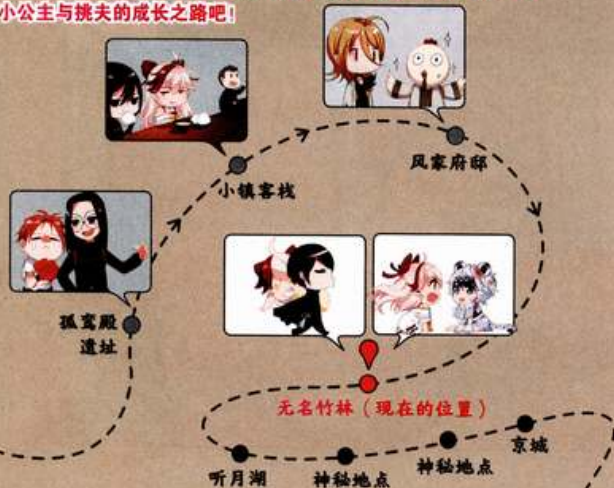 小公主与挑夫的成长之路吧!
小镇客栈
风家府邸
孤鸾殿
遗址
无名竹林（现在的位置）
听月湖
神秘地点
神秘地点
京城